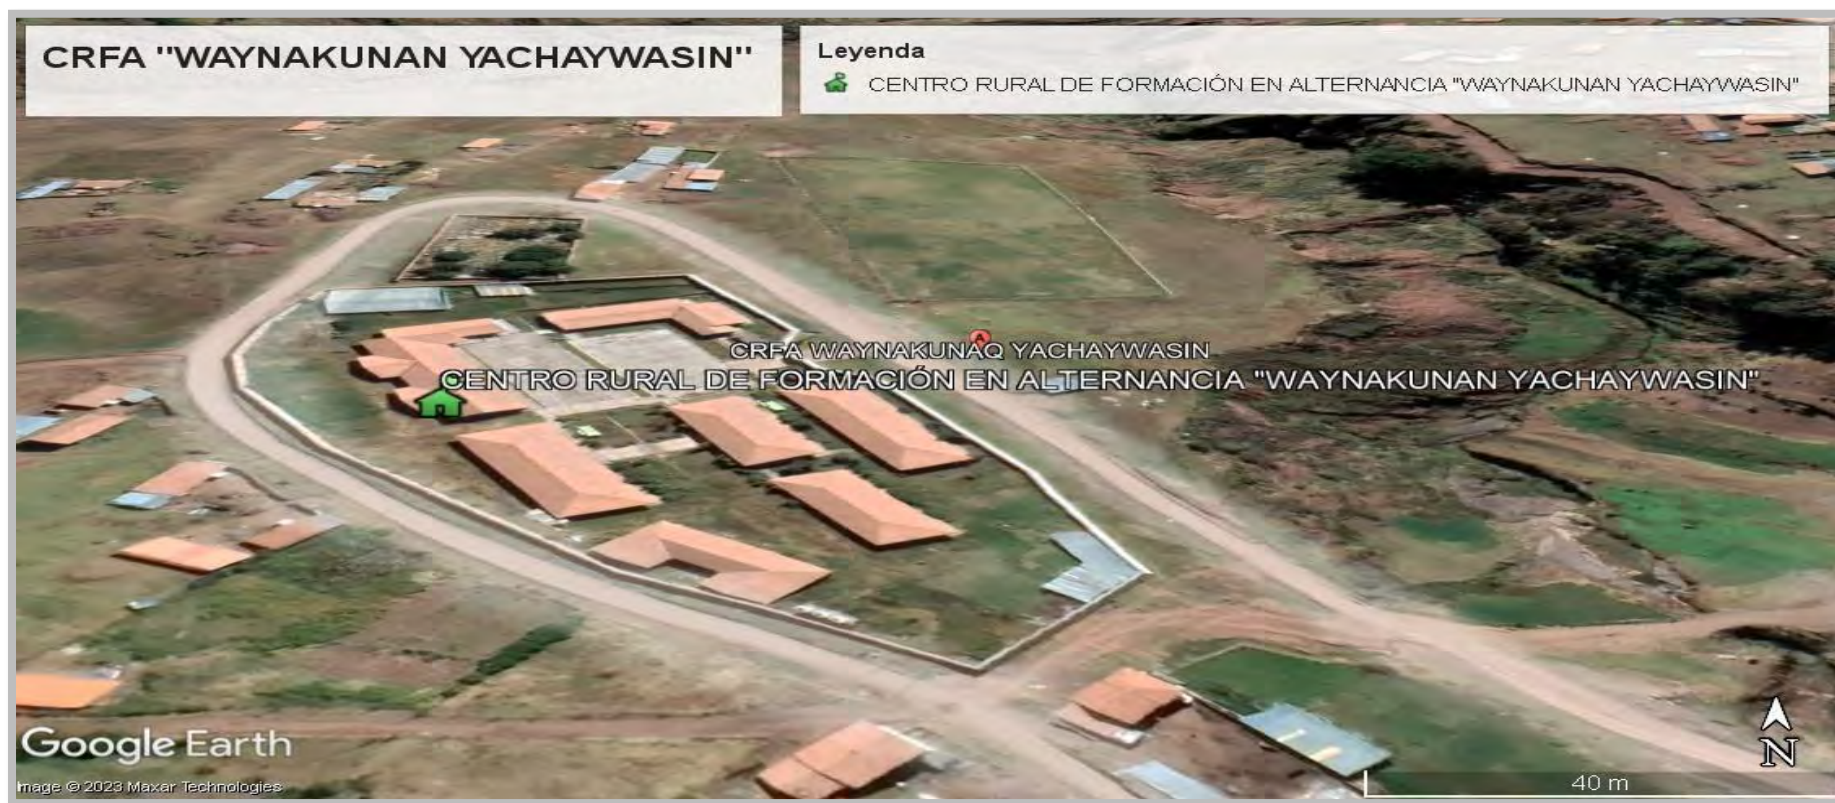 CRFA "WAYNAKUNAN YACHAYWASIN"
Leyenda
CENTRO RURAL DE FORMACIÓN EN ALTERNANCIA "WAYNAKUNAN YACHAYWASIN"
A
CRFA WAYNAKUNAQ YACHAYWASIN
CENTRO RURAL DE FORMACIÓN EN ALTERNANCIA "WAYNAKUNAN YACHAYWASIN"
Google Earth
Image © 2023 Maxar Technologies
N
40 m